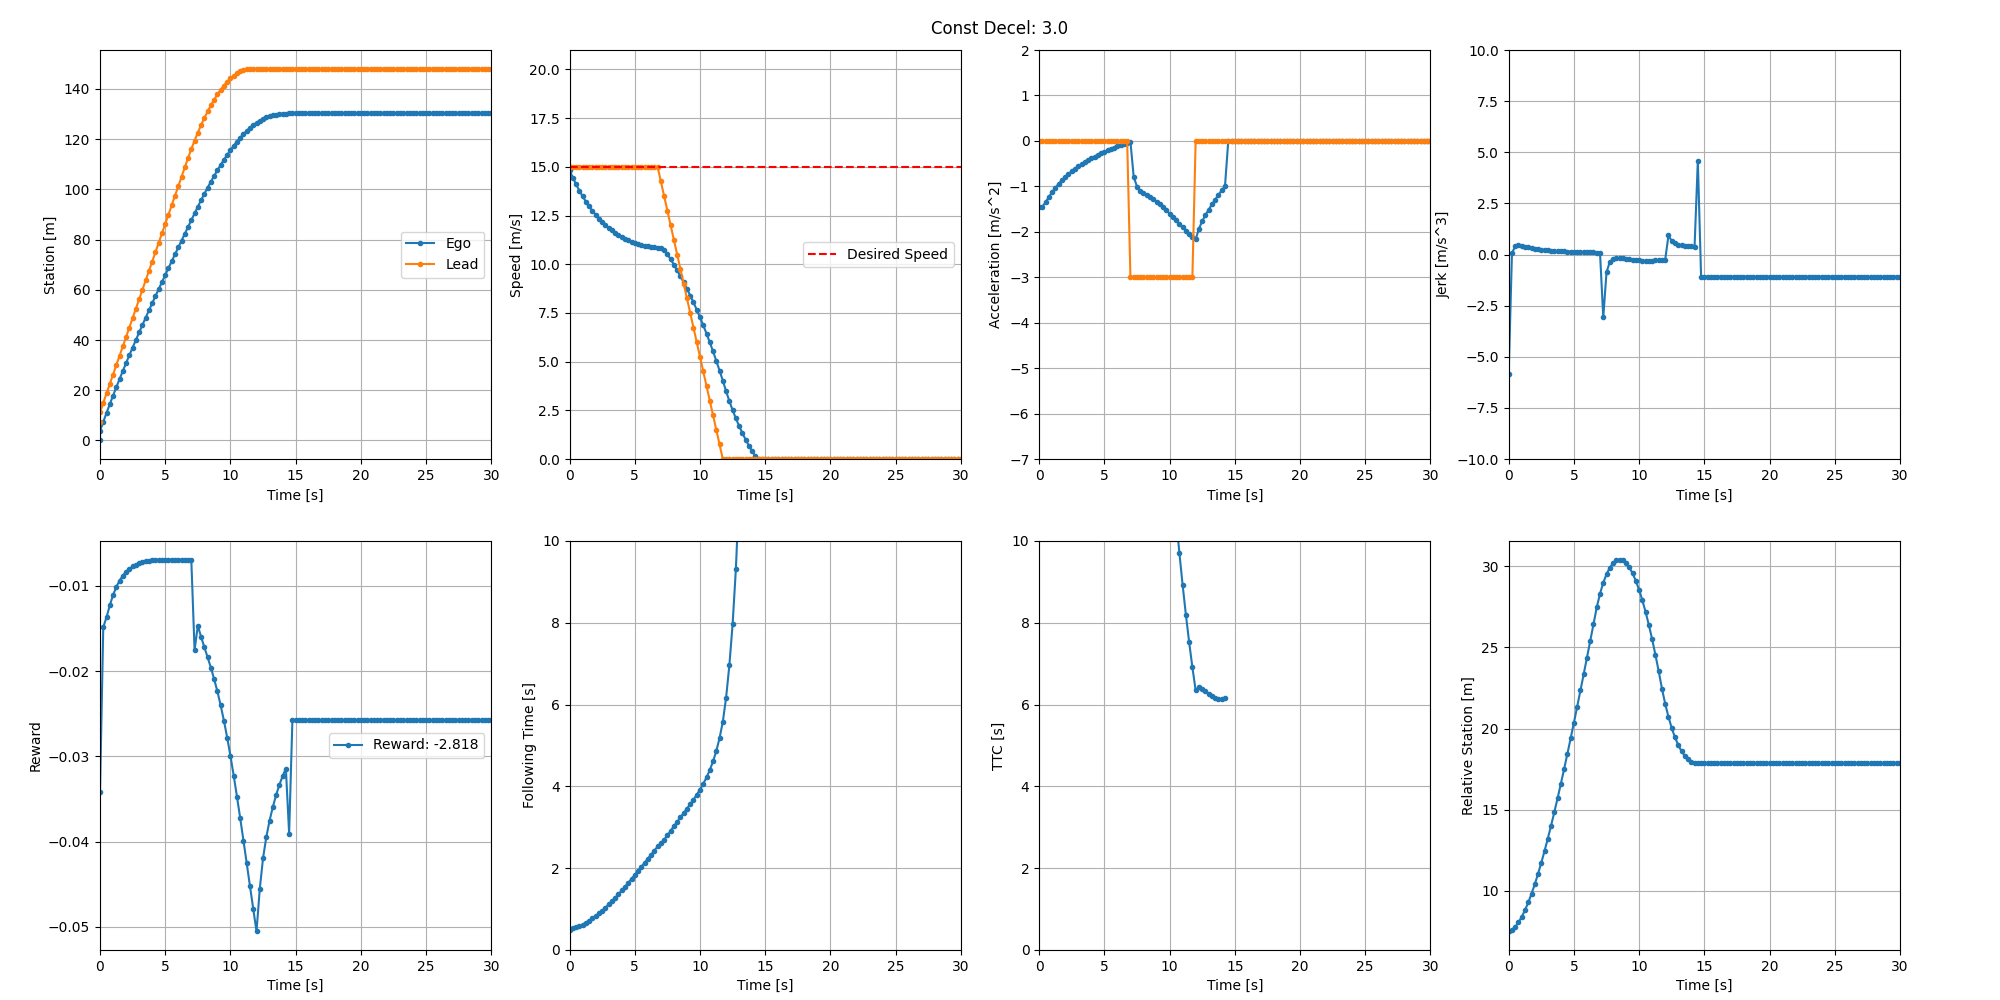 Const Decel: 3.0
Station [m]
140
120
100
80
60
40
20
0
0 5 10 15 20 25 30
Time [s]
Ego
Lead
Speed [m/s]
20.0
17.5
15.0
12.5
10.0
7.5
5.0
2.5
0.0
0 5 10 15 20 25 30
Time [s]
Desired Speed
Acceleration [m/s^2]
2
1
0
−1
−2
−3
−4
−5
−6
−7
0 5 10 15 20 25 30
Time [s]
Jerk [m/s^3]
10.0
7.5
5.0
2.5
0.0
−2.5
−5.0
−7.5
−10.0
0 5 10 15 20 25 30
Time [s]
Reward
−0.01
−0.02
−0.03
−0.04
−0.05
0 5 10 15 20 25 30
Time [s]
Reward: -2.818
Following Time [s]
10
8
6
4
2
0
0 5 10 15 20 25 30
Time [s]
TTC [s]
10
8
6
4
2
0
0 5 10 15 20 25 30
Time [s]
Relative Station [m]
30
25
20
15
10
0 5 10 15 20 25 30
Time [s]